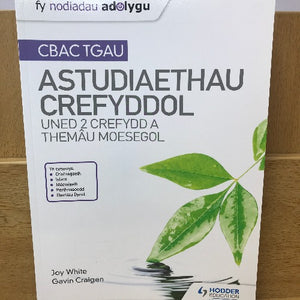 fy nodiadau adolygu
CBAC TGAU
ASTUDIAETHAU
CREFYDDOL
UNED 2 CREFYDD A
THEMÂU MOESEGOL
Joy White
Gavin Craigen
HODDER
EDUCATION